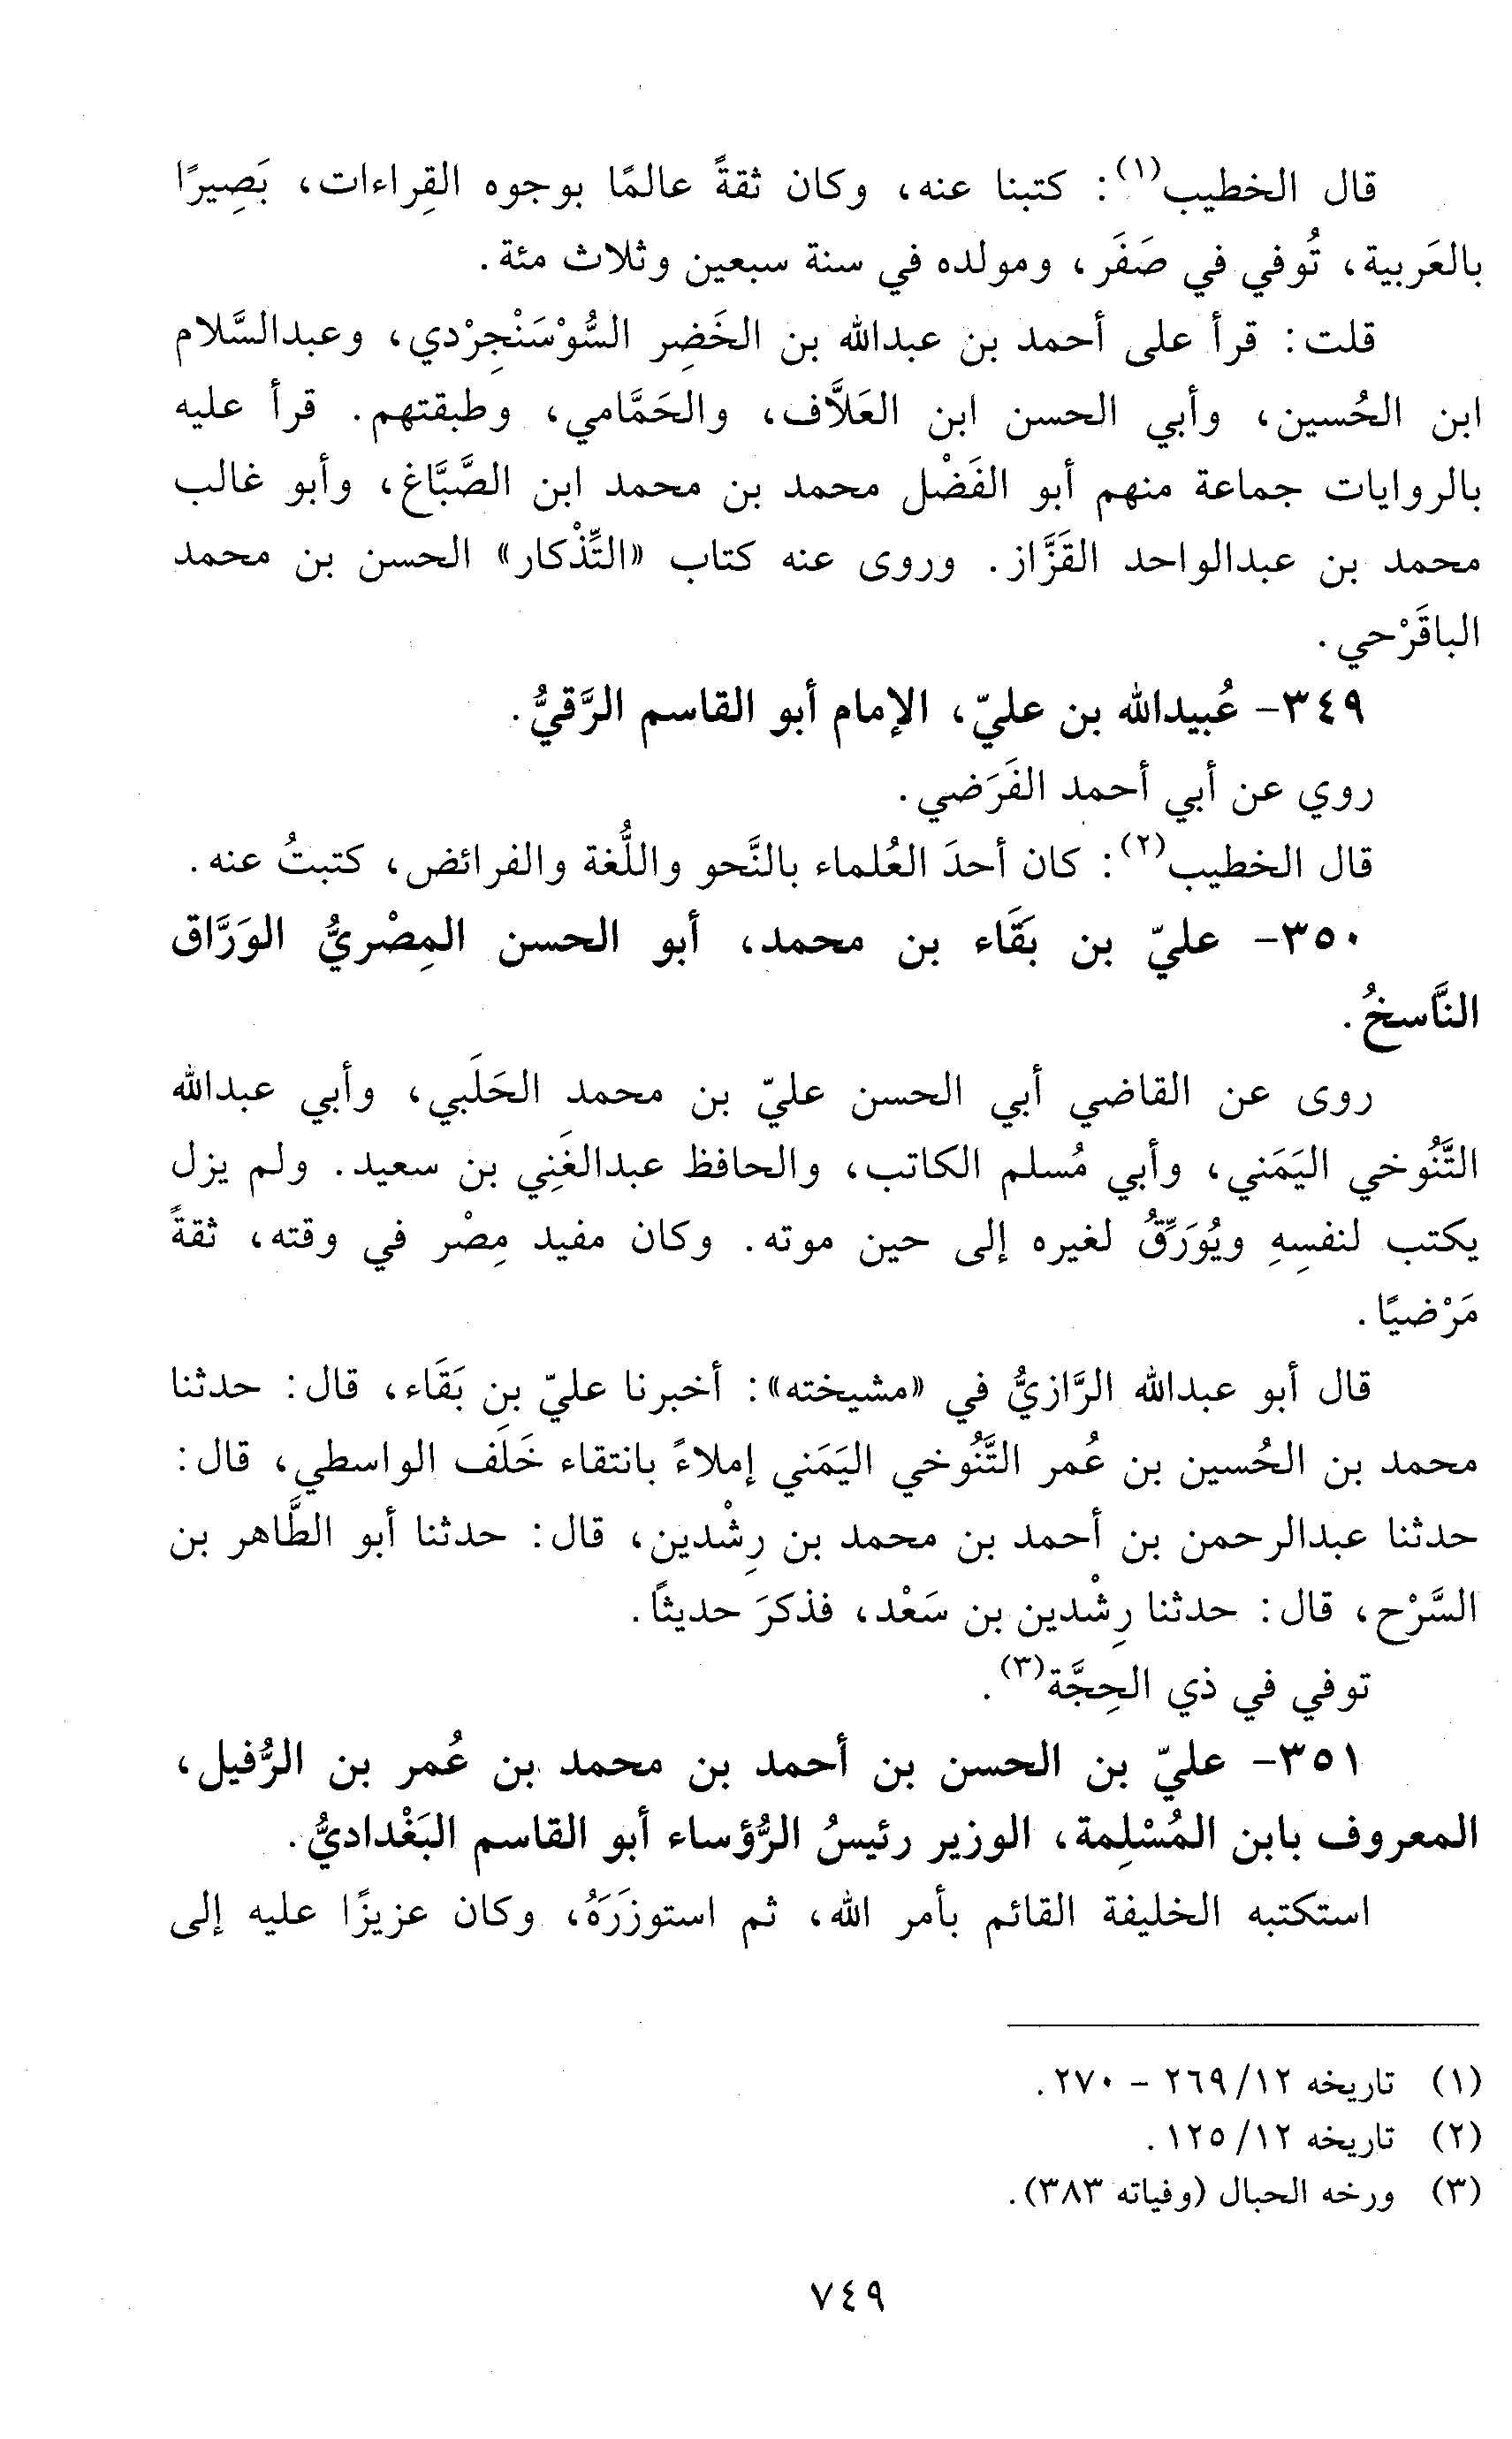 قال الخطيب(١): كتبنا عنه، وكان ثقةً عالمًا بوجوه القِراءات، بَصِيرًا
بالعَربية، تُوفي في صَفَر، ومولده في سنة سبعين وثلاث مئة.
قلت: قرأ على أحمد بن عبدالله بن الخَضِر السُّوْسَنْجِرْدي، وعبدالسَّلام
ابن الحُسين، وأبي الحسن ابن العَلاَّف، والحَمَّامي، وطبقتهم. قرأ عليه
بالروايات جماعة منهم أبو الفَضْل محمد بن محمد ابن الصَّبَّاغ، وأبو غالب
محمد بن عبدالواحد القَزَّاز. وروى عنه كتاب «التِّذْكار» الحسن بن محمد
الباقَرْحي.
٣٤٩- عُبيدالله بن عليّ، الإمام أبو القاسم الرَّقيُّ.
روي عن أبي أحمد الفَرَضي.
قال الخطيب(٢): كان أحدَ العُلماء بالنَّحو واللُّغة والفرائض، كتبتُ عنه.
٣٥٠- عليّ بن بَقَّاء بن محمد، أبو الحسن المِصْريُّ الوَرَّاق
النَّاسخُ.
روى عن القاضي أبي الحسن عليّ بن محمد الحَلَبي، وأبي عبدالله
التَّنُوخي اليَمَني، وأبي مُسلم الكاتب، والحافظ عبدالغَنِي بن سعيد. ولم يزل
يكتب لنفسِهِ ويُوَرِّقُ لغيره إلى حين موته. وكان مفيد مِصْر في وقته، ثقةً
مَرْضيًا.
قال أبو عبدالله الرَّازيُّ في «مشيخته»: أخبرنا عليّ بن بَقَاء، قال: حدثنا
محمد بن الحُسين بن عُمر التَّنُوخي اليَمَني إملاءً بانتقاء خَلَف الواسطي، قال:
حدثنا عبدالرحمن بن أحمد بن محمد بن رِشْدين، قال: حدثنا أبو الطَّاهر بن
السَّرْح، قال: حدثنا رِشْدين بن سَعْد، فذكرَ حديثاً.
توفي في ذي الحِجَّة(٣).
٣٥١- عليّ بن الحسن بن أحمد بن محمد بن عُمر بن الرُّفيل،
المعروف بابن المُسْلِمة، الوزير رئيسُ الرُّؤساء أبو القاسم البَغْداديُّ.
استكتبه الخليفة القائم بأمر الله، ثم استوزَرَهُ، وكان عزيزًا عليه إلى
(١) تاريخه ١٢/ ٢٦٩ - ٢٧٠.
(٢) تاريخه ١٢/ ١٢٥.
(٣) ورخه الحبال (وفياته ٣٨٣).
٧٤٩